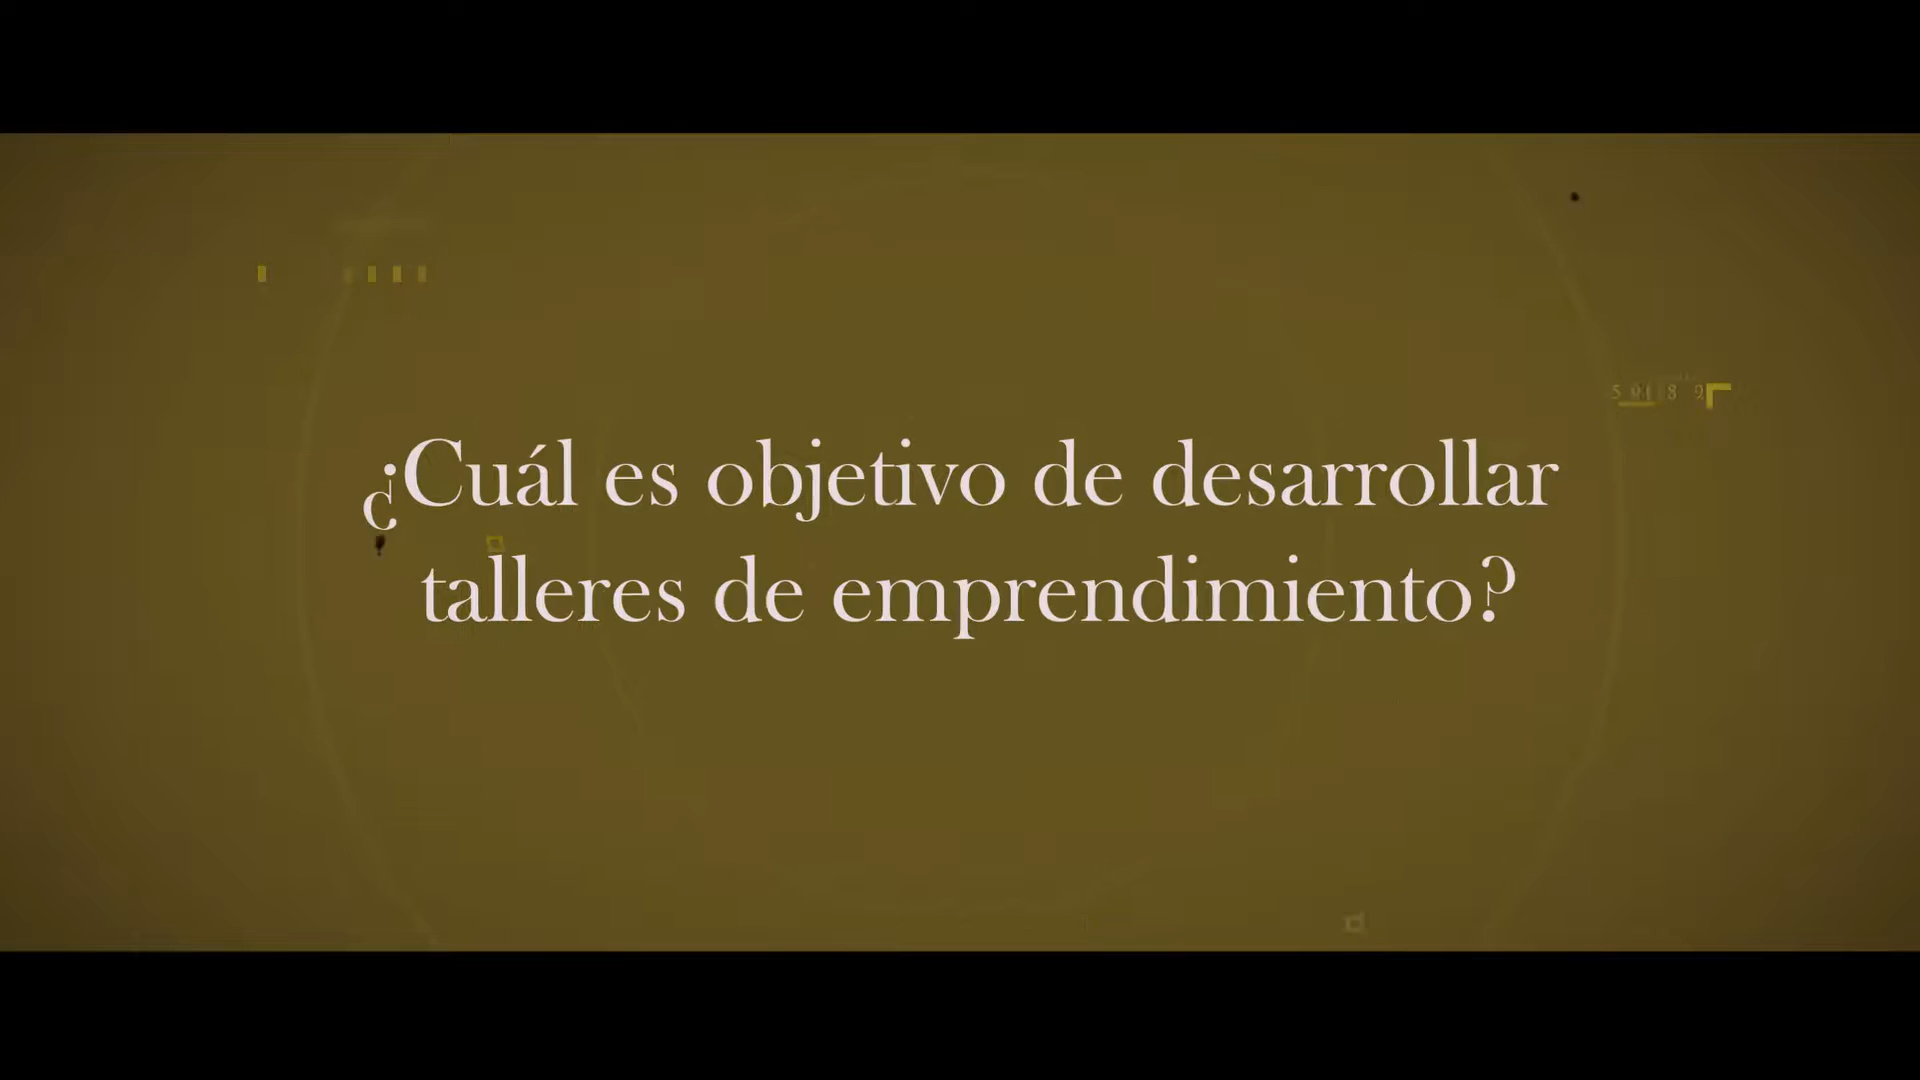 ¿Cuál es objetivo de desarrollar
talleres de emprendimiento?